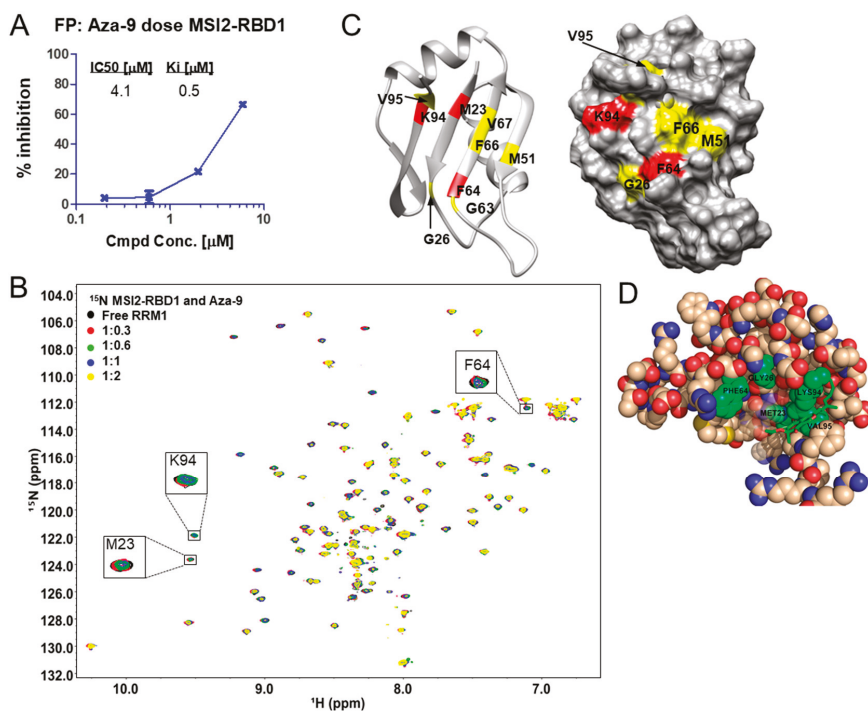 A
FP: Aza-9 dose MSI2-RBD1
% inhibition
100
80
60
40
20
0
IC50 [µM] Ki [µM]
4.1 0.5
0.1 1 10
Cmpd Conc. [µM]
C
V95
K94
M23
V67
F66
M51
F64
G63
G26
V95
K94
F66
M51
F64
G26
B
¹⁵N MSI2-RBD1 and Aza-9
Free RRM1
1:0.3
1:0.6
1:1
1:2
F64
K94
M23
104.0
106.0
108.0
110.0
112.0
114.0
116.0
118.0
120.0
122.0
124.0
126.0
128.0
130.0
132.0
¹⁵N (ppm)
10.0 9.0 8.0 7.0
¹H (ppm)
D
GLY26
PHE64
LYS94
MET23
VAL95